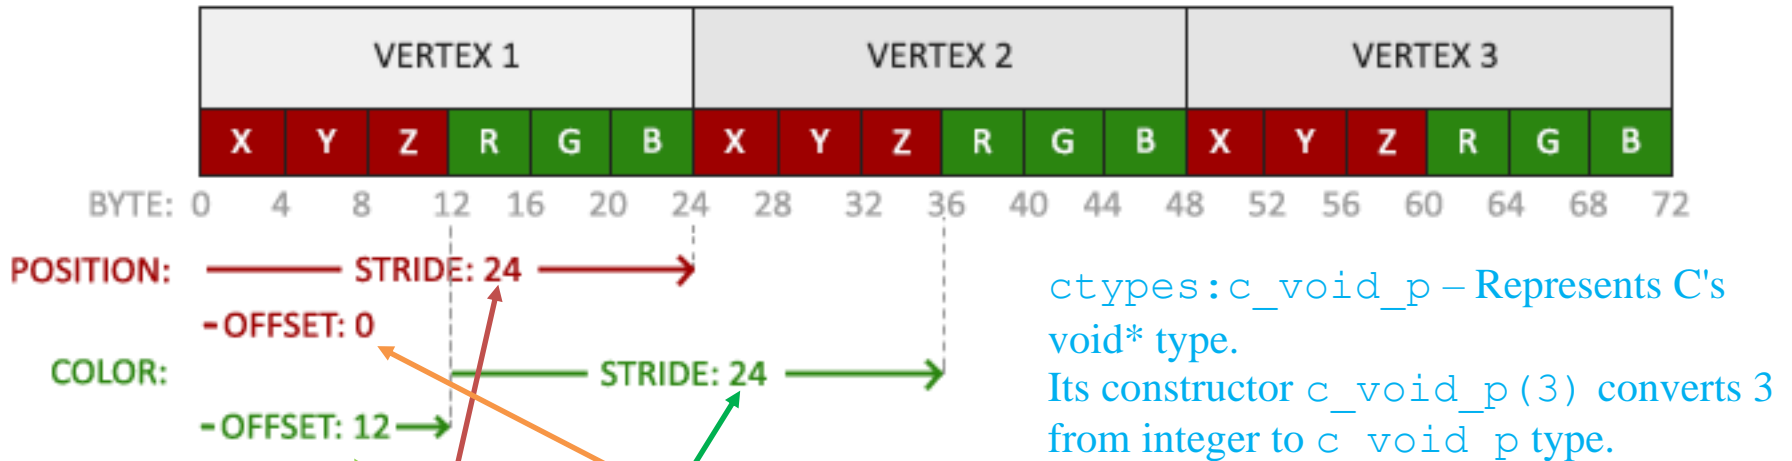 VERTEX 1 VERTEX 2 VERTEX 3
X Y Z R G B X Y Z R G B X Y Z R G B
BYTE: 0 4 8 12 16 20 24 28 32 36 40 44 48 52 56 60 64 68 72
POSITION: STRIDE: 24
-OFFSET: 0
COLOR: STRIDE: 24
-OFFSET: 12
ctypes:c_void_p – Represents C's
void* type.
Its constructor c_void_p(3) converts 3
from integer to c void p type.